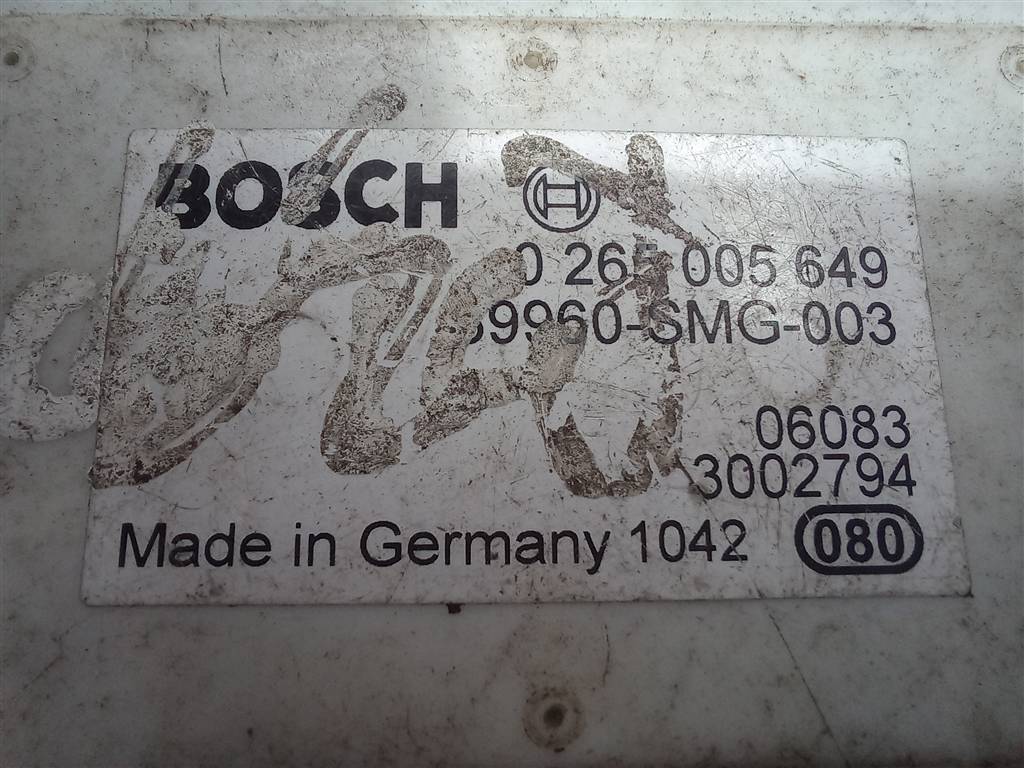 BOSCH
0 265 005 649
39960-SMG-003
06083
3002794
Made in Germany 1042 080